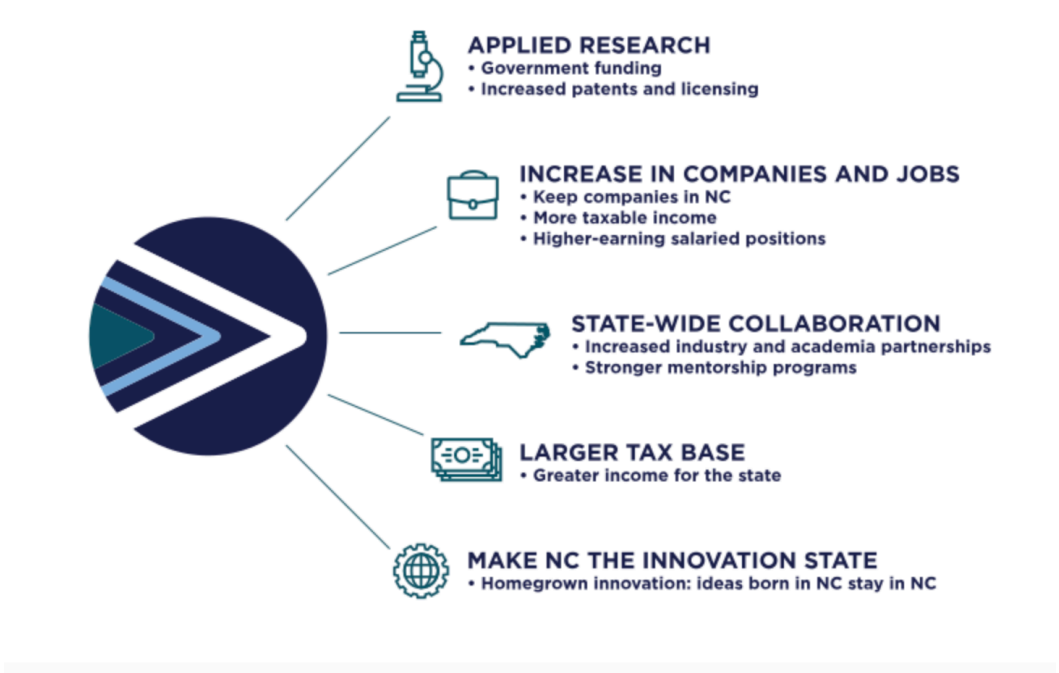 APPLIED RESEARCH
• Government funding
• Increased patents and licensing
INCREASE IN COMPANIES AND JOBS
• Keep companies in NC
• More taxable income
• Higher-earning salaried positions
STATE-WIDE COLLABORATION
• Increased industry and academia partnerships
• Stronger mentorship programs
LARGER TAX BASE
• Greater income for the state
MAKE NC THE INNOVATION STATE
• Homegrown innovation: ideas born in NC stay in NC